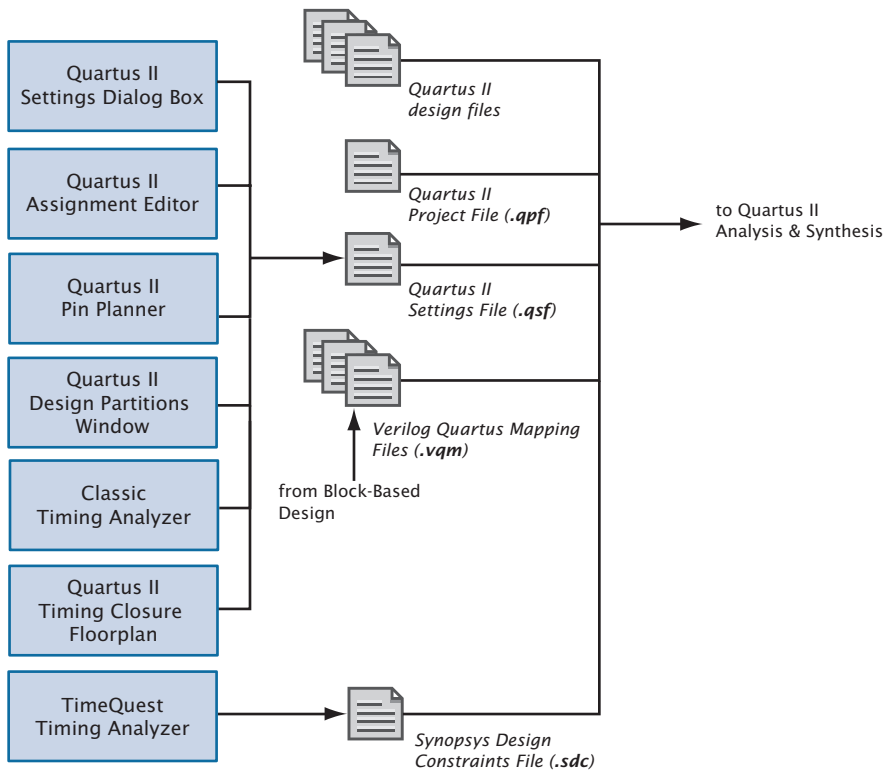 Quartus II
Settings Dialog Box
Quartus II
Assignment Editor
Quartus II
Pin Planner
Quartus II
Design Partitions
Window
Classic
Timing Analyzer
Quartus II
Timing Closure
Floorplan
TimeQuest
Timing Analyzer
Quartus II
design files
Quartus II
Project File (.qpf)
Quartus II
Settings File (.qsf)
Verilog Quartus Mapping
Files (.vqm)
from Block-Based
Design
Synopsys Design
Constraints File (.sdc)
to Quartus II
Analysis & Synthesis